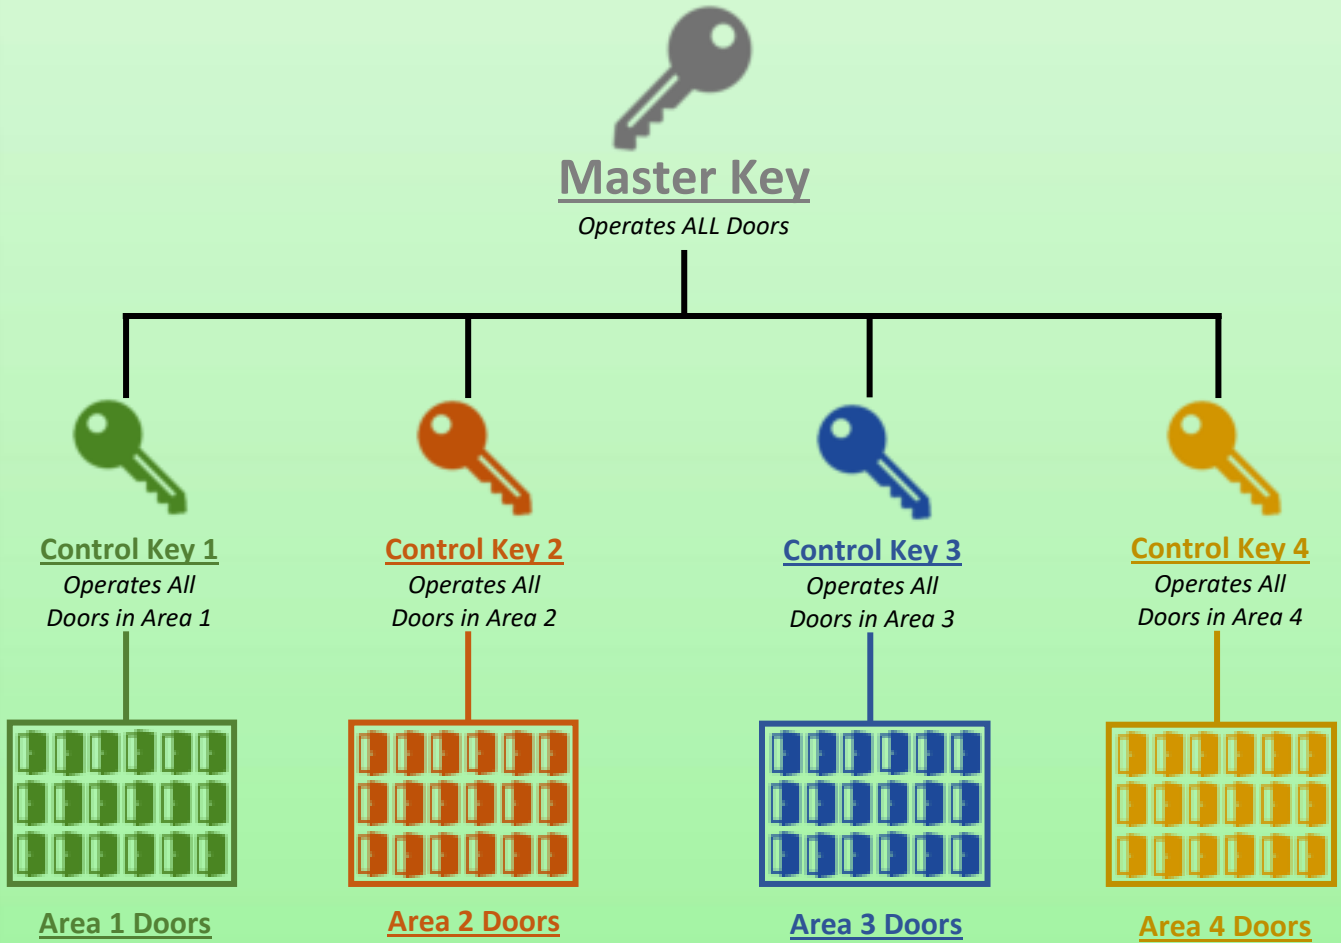 Master Key
Operates ALL Doors
Control Key 1
Operates All
Doors in Area 1
Control Key 2
Operates All
Doors in Area 2
Control Key 3
Operates All
Doors in Area 3
Control Key 4
Operates All
Doors in Area 4
Area 1 Doors
Area 2 Doors
Area 3 Doors
Area 4 Doors